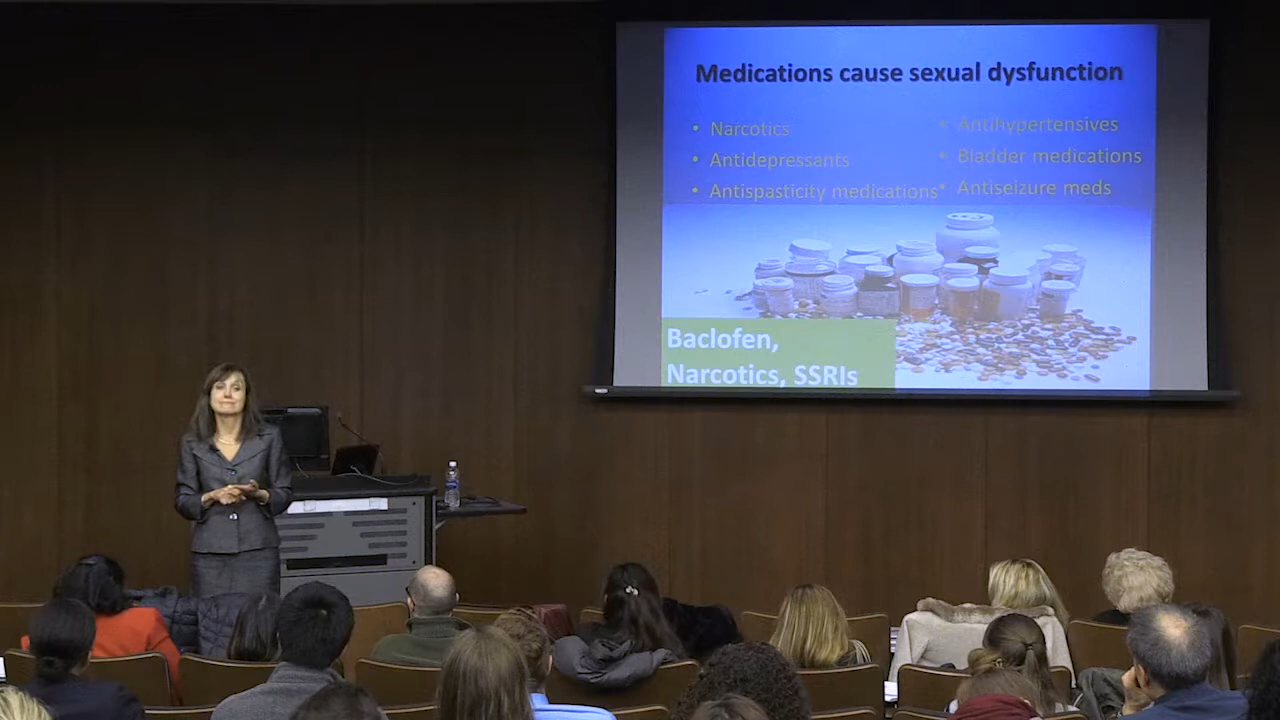 Medications cause sexual dysfunction
• Narcotics
• Antidepressants
• Antispasticity medications
• Antihypertensives
• Bladder medications
• Antiseizure meds
Baclofen,
Narcotics, SSRIs